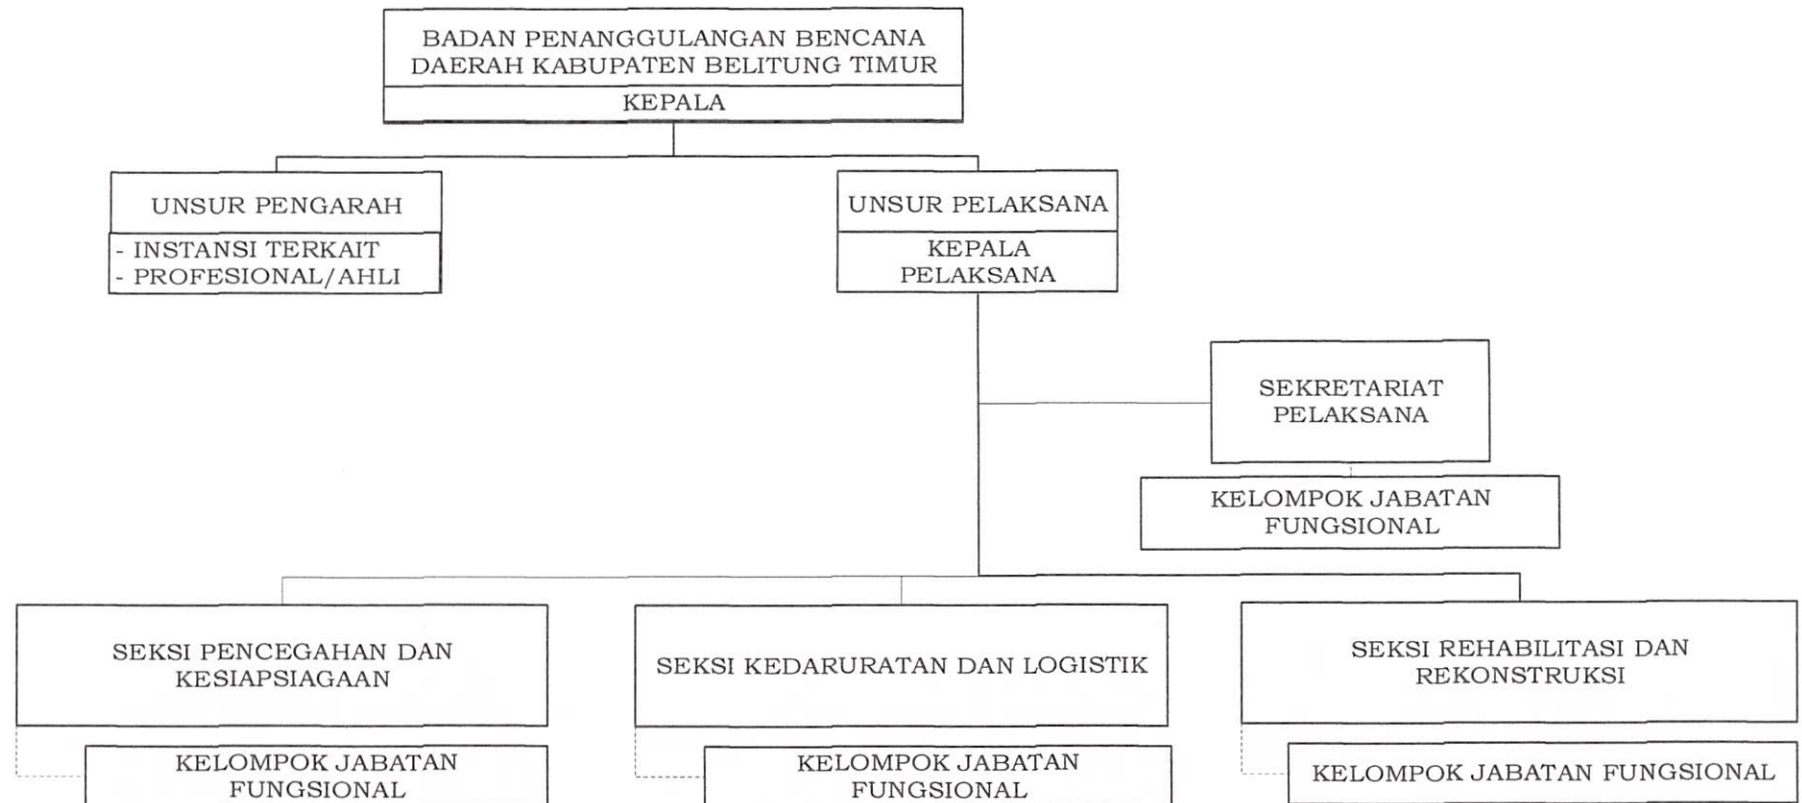 BADAN PENANGGULANGAN BENCANA
DAERAH KABUPATEN BELITUNG TIMUR
KEPALA
UNSUR PENGARAH
- INSTANSI TERKAIT
- PROFESIONAL/AHLI
UNSUR PELAKSANA
KEPALA
PELAKSANA
SEKRETARIAT
PELAKSANA
KELOMPOK JABATAN
FUNGSIONAL
SEKSI PENCEGAHAN DAN
KESIAPSIAGAAN
KELOMPOK JABATAN
FUNGSIONAL
SEKSI KEDARURATAN DAN LOGISTIK
KELOMPOK JABATAN
FUNGSIONAL
SEKSI REHABILITASI DAN
REKONSTRUKSI
KELOMPOK JABATAN FUNGSIONAL